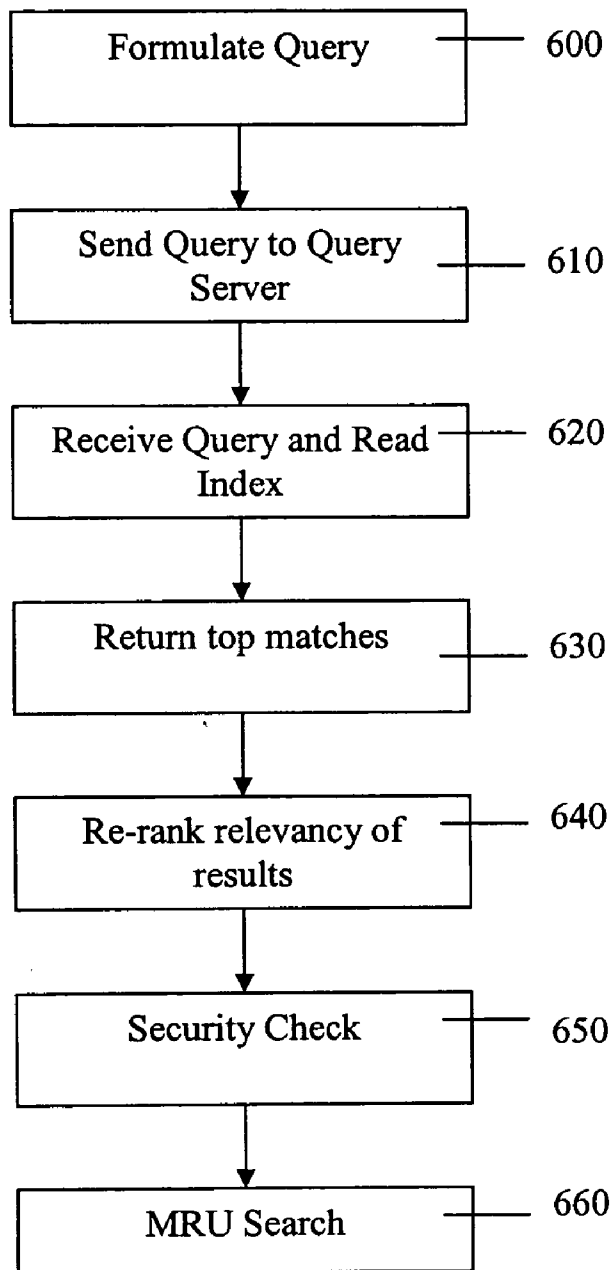 Formulate Query
600
Send Query to Query
Server
610
Receive Query and Read
Index
620
Return top matches
630
Re-rank relevancy of
results
640
Security Check
650
MRU Search
660